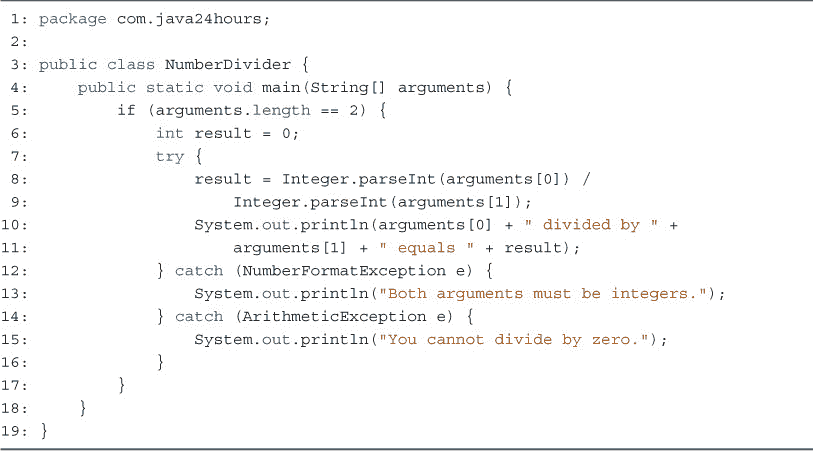 1: package com.java24hours;
2:
3: public class NumberDivider {
4:     public static void main(String[] arguments) {
5:         if (arguments.length == 2) {
6:             int result = 0;
7:             try {
8:                 result = Integer.parseInt(arguments[0]) /
9:                     Integer.parseInt(arguments[1]);
10:                 System.out.println(arguments[0] + " divided by " +
11:                     arguments[1] + " equals " + result);
12:             } catch (NumberFormatException e) {
13:                 System.out.println("Both arguments must be integers.");
14:             } catch (ArithmeticException e) {
15:                 System.out.println("You cannot divide by zero.");
16:             }
17:         }
18:     }
19: }